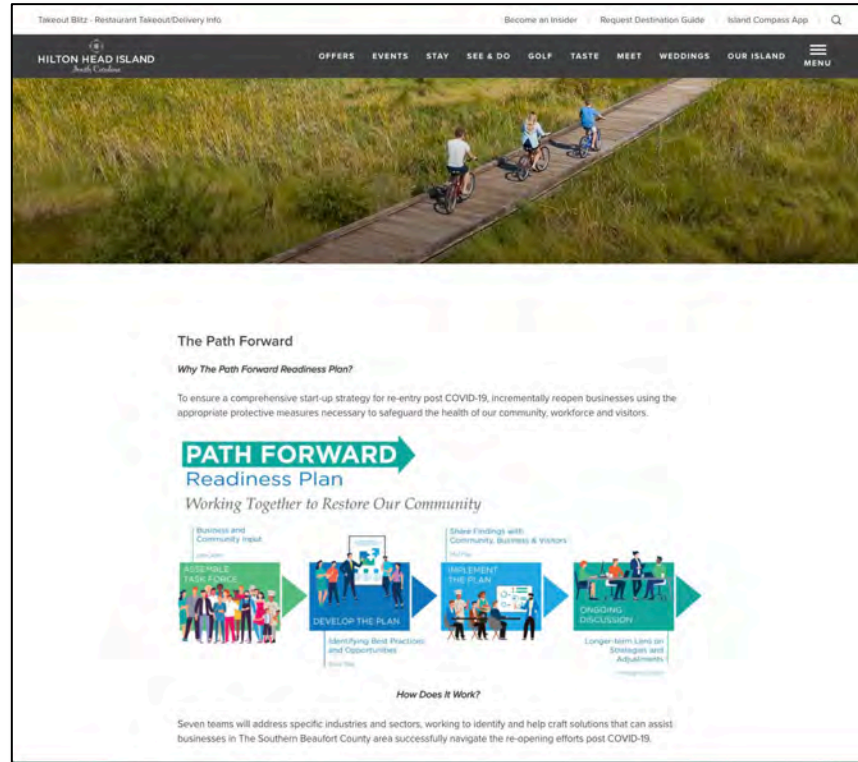 Takeout Blitz - Restaurant Takeout/Delivery Info
Become an Insider
Request Destination Guide
Island Compass App
HILTON HEAD ISLAND
South Carolina
OFFERS
EVENTS
STAY
SEE & DO
GOLF
TASTE
MEET
WEDDINGS
OUR ISLAND
MENU
The Path Forward
Why The Path Forward Readiness Plan?
To ensure a comprehensive start-up strategy for re-entry post COVID-19, incrementally reopen businesses using the
appropriate protective measures necessary to safeguard the health of our community, workforce and visitors.
PATH FORWARD
Readiness Plan
Working Together to Restore Our Community
Business and
Community Input
ASSEMBLE
TASK FORCE
DEVELOP THE PLAN
Identifying Best Practices
and Opportunities
Share Findings with
Community, Business & Visitors
IMPLEMENT
THE PLAN
ONGOING
DISCUSSION
Longer-term Lens on
Strategies and
Adjustments
How Does It Work?
Seven teams will address specific industries and sectors, working to identify and help craft solutions that can assist
businesses in The Southern Beaufort County area successfully navigate the re-opening efforts post COVID-19.